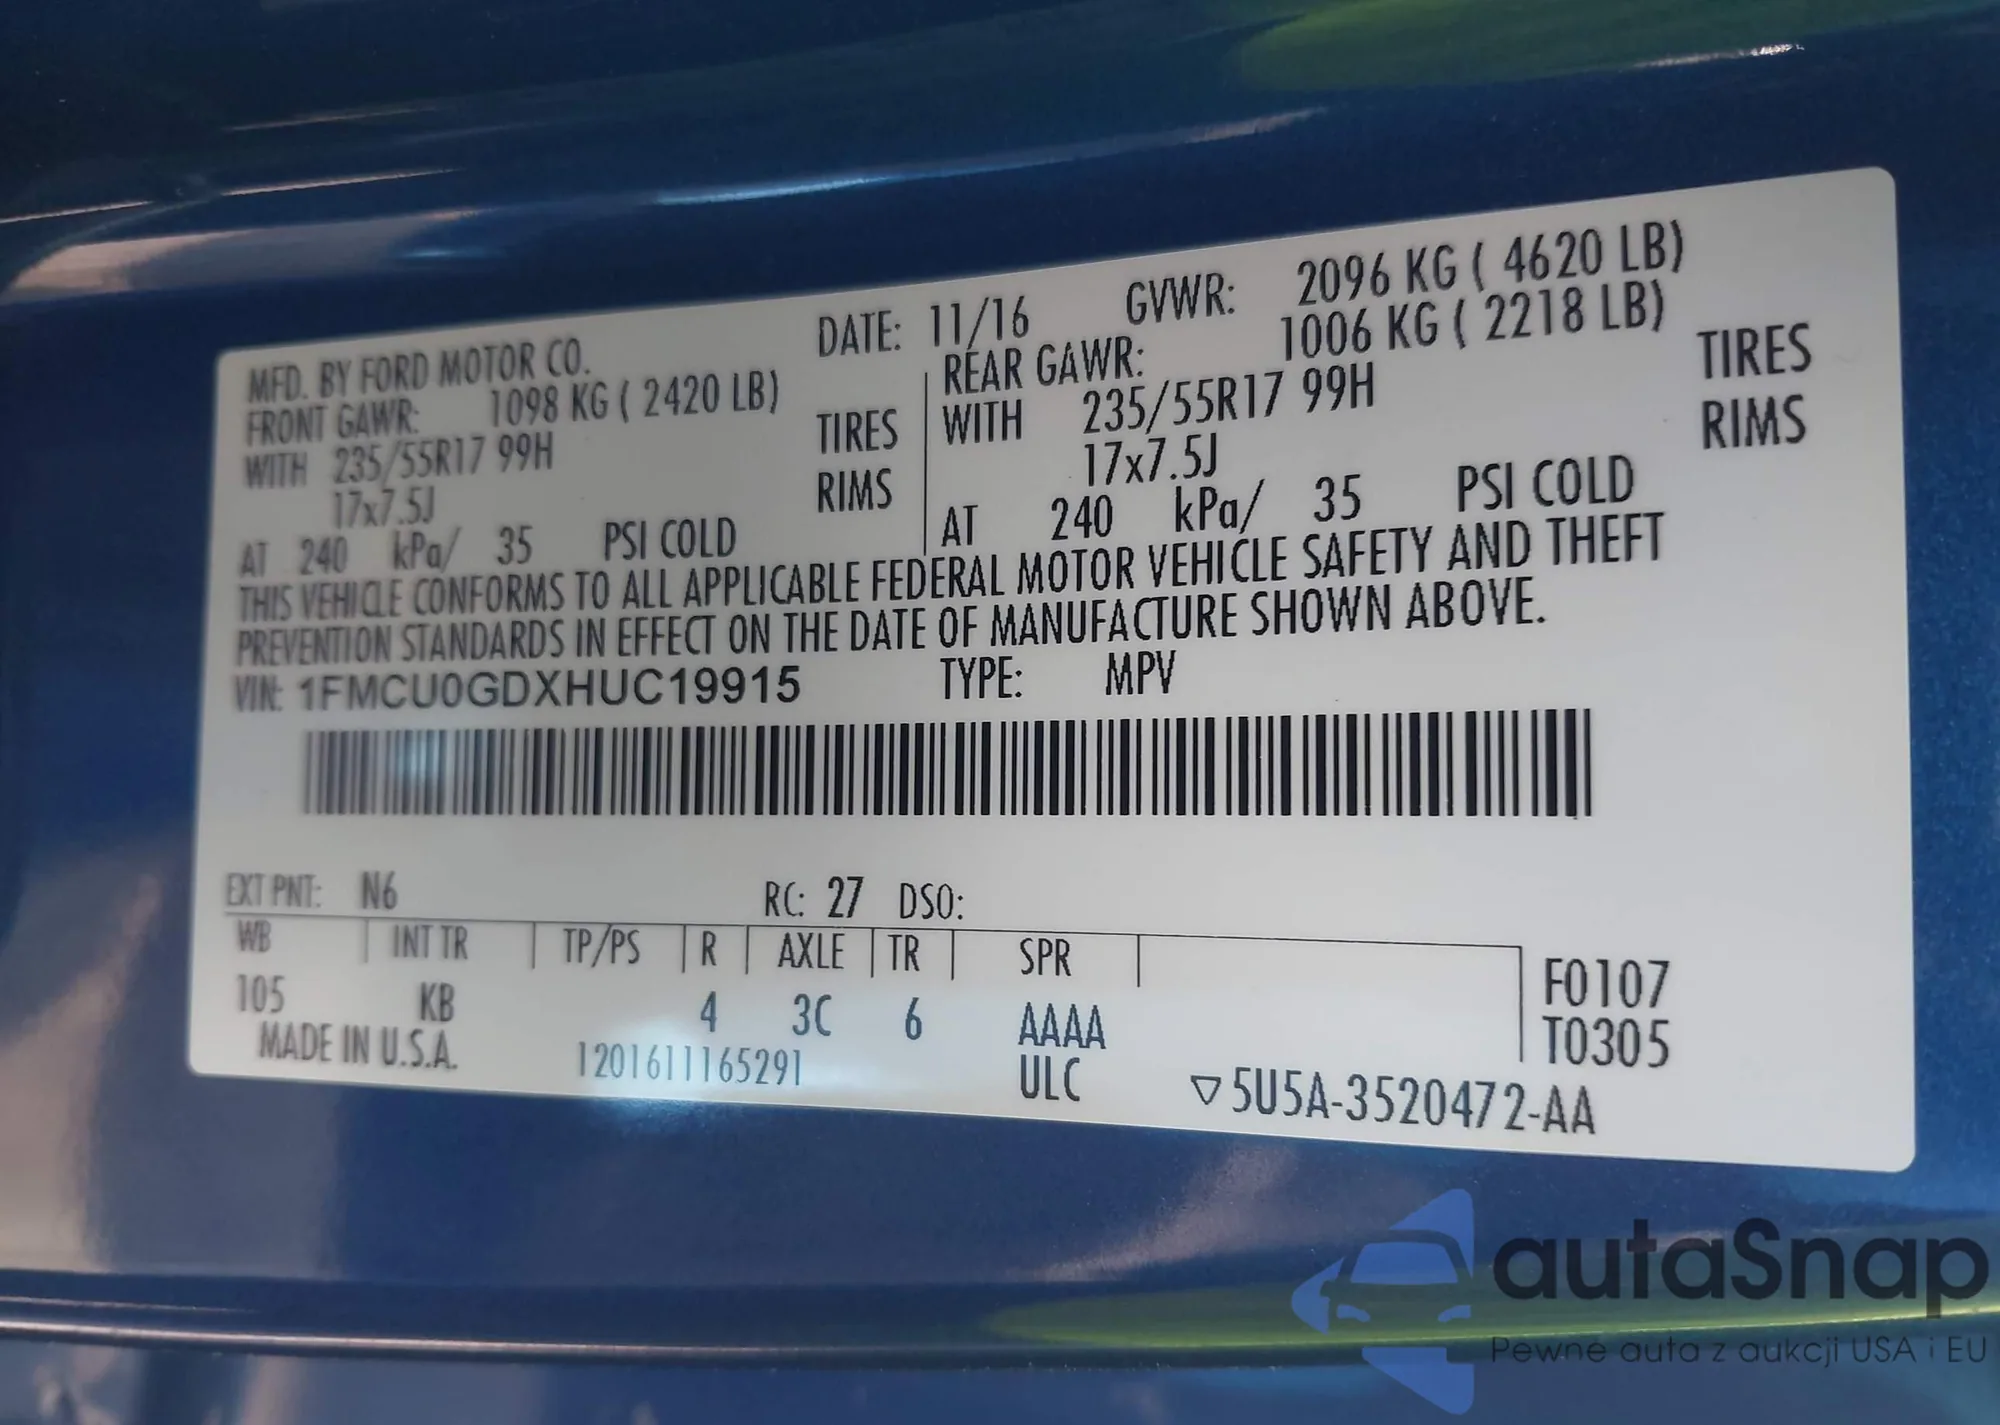 MFD. BY FORD MOTOR CO. DATE: 11/16 GVWR: 2096 KG ( 4620 LB)
FRONT GAWR: 1098 KG ( 2420 LB) REAR GAWR: 1006 KG ( 2218 LB)
WITH 235/55R17 99H TIRES WITH 235/55R17 99H TIRES
17x7.5J RIMS 17x7.5J RIMS
AT 240 kPa/ 35 PSI COLD AT 240 kPa/ 35 PSI COLD
THIS VEHICLE CONFORMS TO ALL APPLICABLE FEDERAL MOTOR VEHICLE SAFETY AND THEFT
PREVENTION STANDARDS IN EFFECT ON THE DATE OF MANUFACTURE SHOWN ABOVE.
VIN: 1FMCU0GDXHUC19915 TYPE: MPV
EXT PNT: N6 RC: 27 DSO:
WB INT TR TP/PS R AXLE TR SPR F0107
105 KB 4 3C 6 AAAA T0305
MADE IN U.S.A. 1201611165291 ULC ▽5U5A-3520472-AA
autaSnap
Pewne auta z aukcji USA i EU